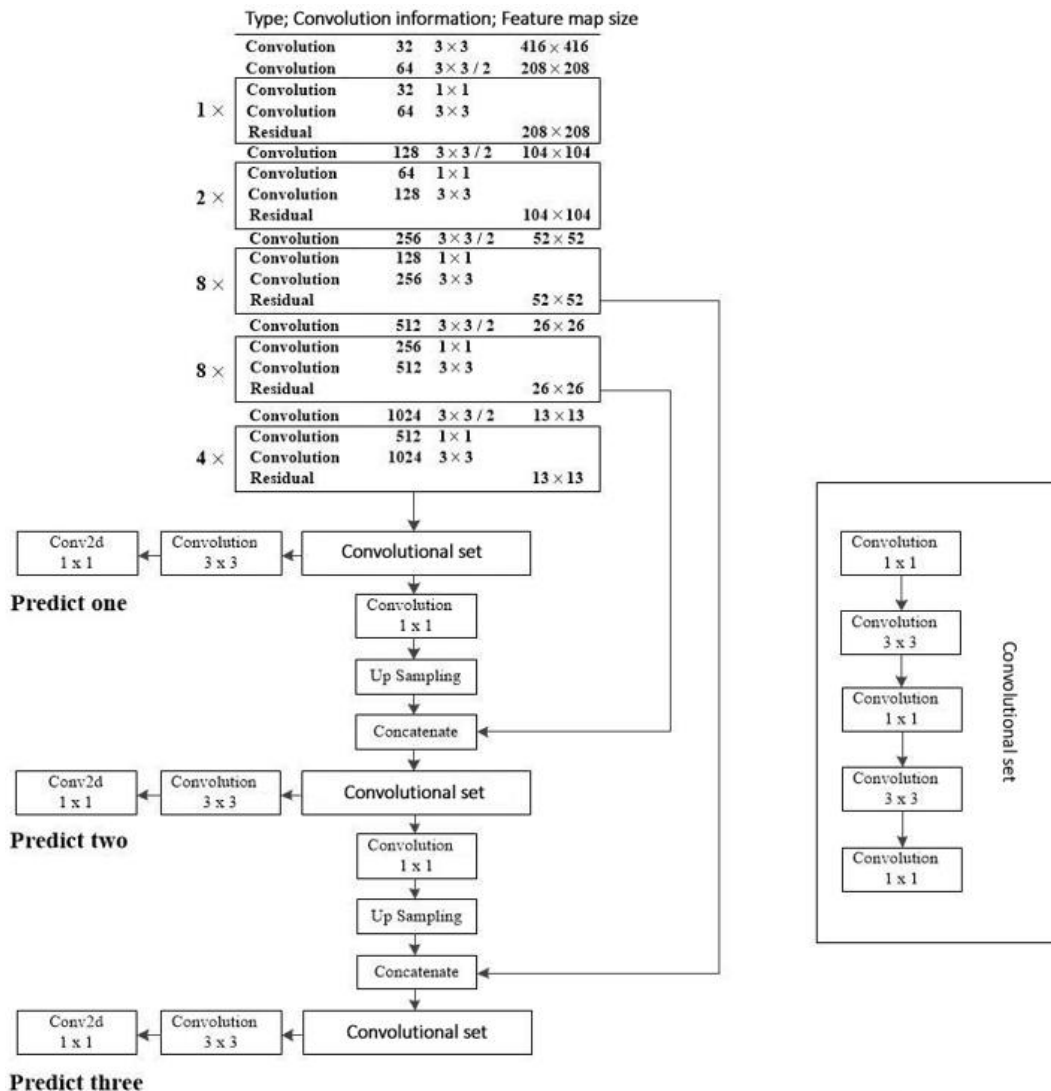 Type; Convolution information; Feature map size
Convolution 32 3 × 3 416 × 416
Convolution 64 3 × 3 / 2 208 × 208
Convolution 32 1 × 1
1 × Convolution 64 3 × 3
Residual 208 × 208
Convolution 128 3 × 3 / 2 104 × 104
Convolution 64 1 × 1
2 × Convolution 128 3 × 3
Residual 104 × 104
Convolution 256 3 × 3 / 2 52 × 52
Convolution 128 1 × 1
8 × Convolution 256 3 × 3
Residual 52 × 52
Convolution 512 3 × 3 / 2 26 × 26
Convolution 256 1 × 1
8 × Convolution 512 3 × 3
Residual 26 × 26
Convolution 1024 3 × 3 / 2 13 × 13
Convolution 512 1 × 1
4 × Convolution 1024 3 × 3
Residual 13 × 13
Conv2d
1 x 1
Convolution
3 x 3
Convolutional set
Predict one
Convolution
1 x 1
Up Sampling
Concatenate
Conv2d
1 x 1
Convolution
3 x 3
Convolutional set
Predict two
Convolution
1 x 1
Up Sampling
Concatenate
Conv2d
1 x 1
Convolution
3 x 3
Convolutional set
Predict three
Convolution
1 x 1
Convolution
3 x 3
Convolution
1 x 1
Convolution
3 x 3
Convolution
1 x 1
Convolutional set